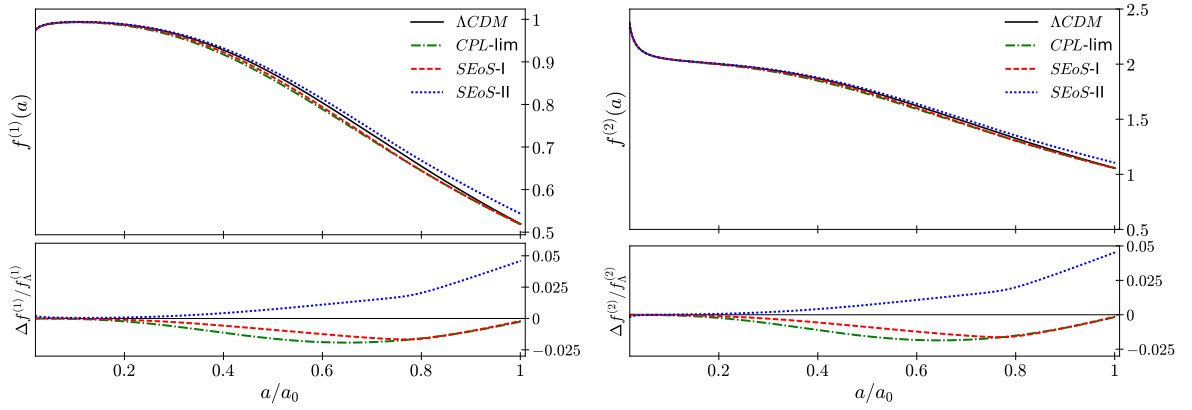 f^{(1)}(a)
ΛCDM
CPL-lim
SEoS-I
SEoS-II
1
0.9
0.8
0.7
0.6
0.5
Δf^{(1)}/f_Λ^{(1)}
0.05
0.025
0
−0.025
0.2
0.4
0.6
0.8
1
a/a_0
f^{(2)}(a)
ΛCDM
CPL-lim
SEoS-I
SEoS-II
2.5
2
1.5
1
0.5
Δf^{(2)}/f_Λ^{(2)}
0.05
0.025
0
−0.025
0.2
0.4
0.6
0.8
1
a/a_0